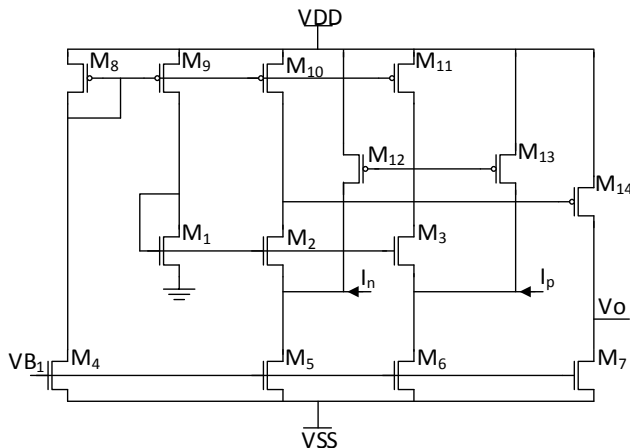 VDD
M8 M9 M10 M11
M12 M13
M14
M1 M2 M3
In Ip
Vo
VB1 M4 M5 M6 M7
VSS